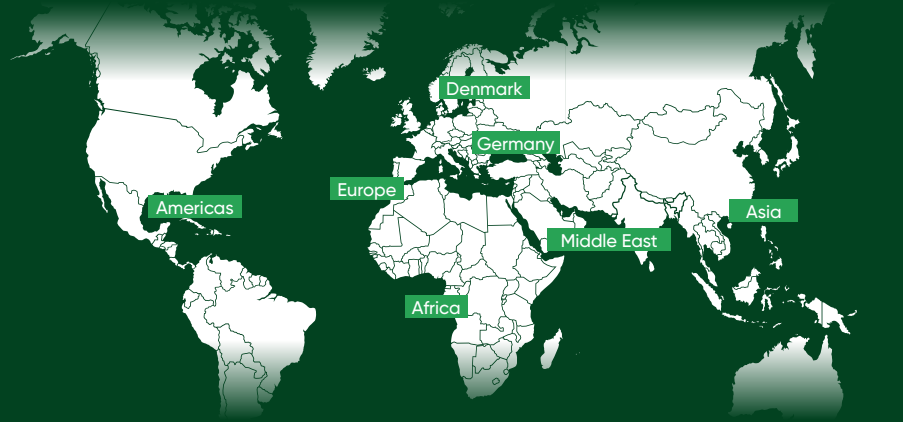 Denmark
Germany
Europe
Americas
Asia
Middle East
Africa